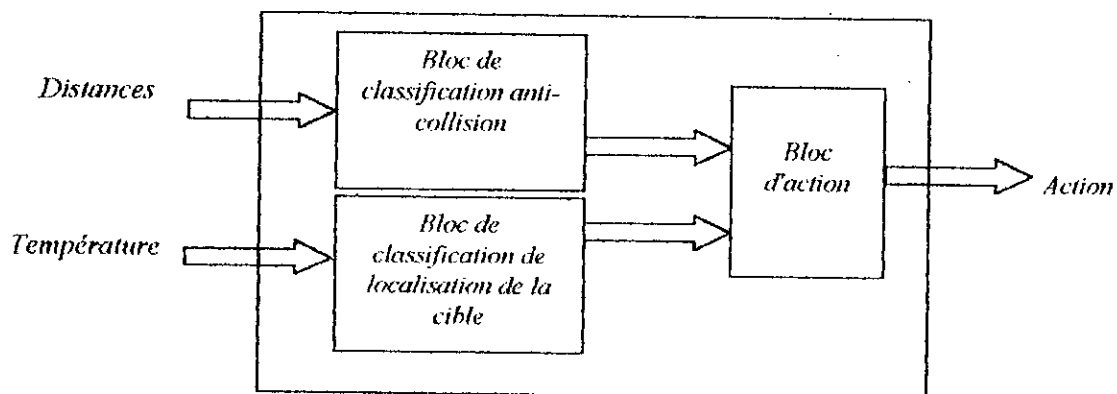 Distances
Bloc de
classification anti-
collision
Température
Bloc de
classification de
localisation de la
cible
Bloc
d'action
Action